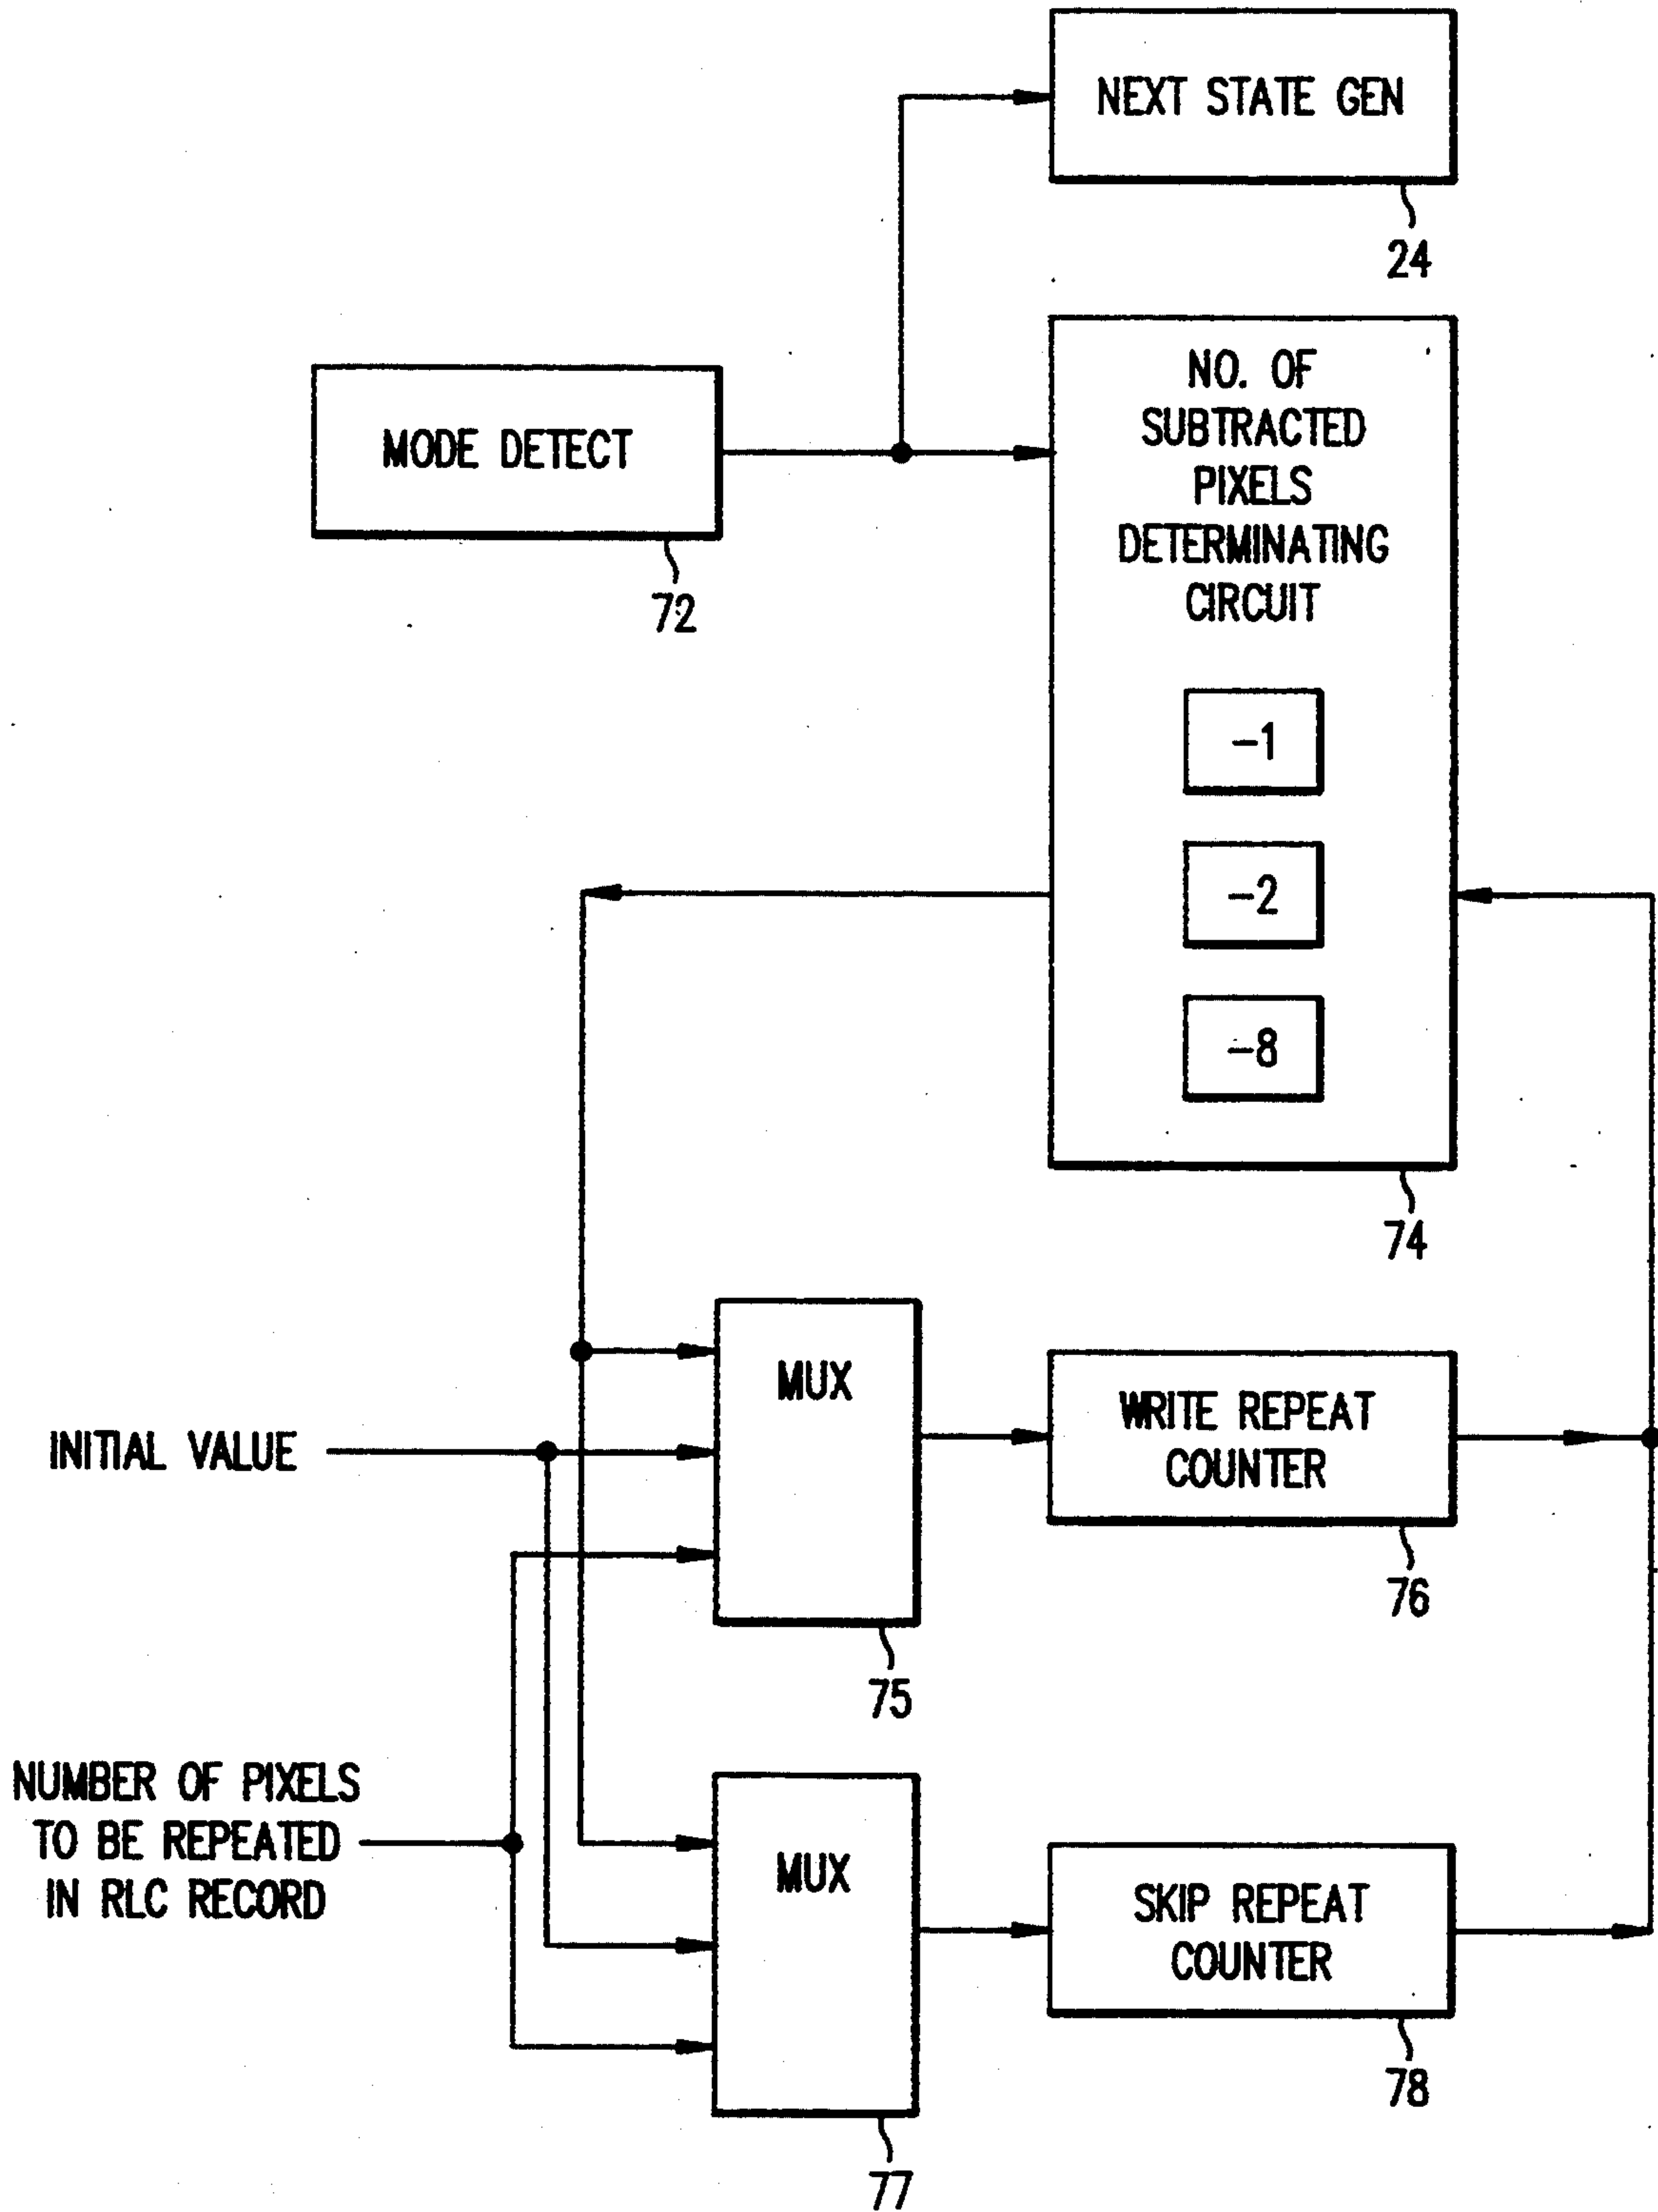 NEXT STATE GEN
24
MODE DETECT
72
NO. OF
SUBTRACTED
PIXELS
DETERMINATING
CIRCUIT
-1
-2
-8
74
MUX
75
INITIAL VALUE
WRITE REPEAT
COUNTER
76
NUMBER OF PIXELS
TO BE REPEATED
IN RLC RECORD
MUX
77
SKIP REPEAT
COUNTER
78